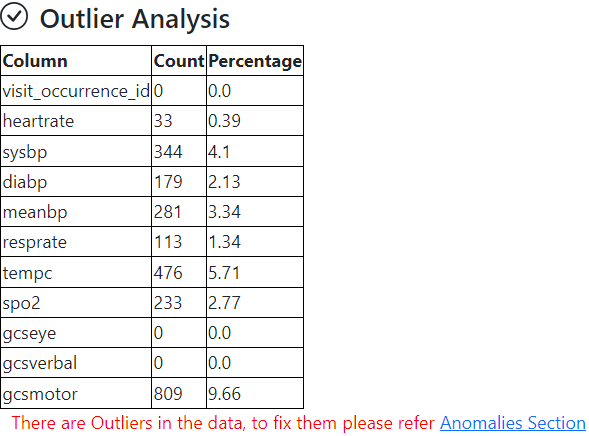 Outlier Analysis
Column Count Percentage
visit_occurrence_id 0 0.0
heartrate 33 0.39
sysbp 344 4.1
diabp 179 2.13
meanbp 281 3.34
resprate 113 1.34
tempc 476 5.71
spo2 233 2.77
gcseye 0 0.0
gcsverbal 0 0.0
gcsmotor 809 9.66
There are Outliers in the data, to fix them please refer Anomalies Section